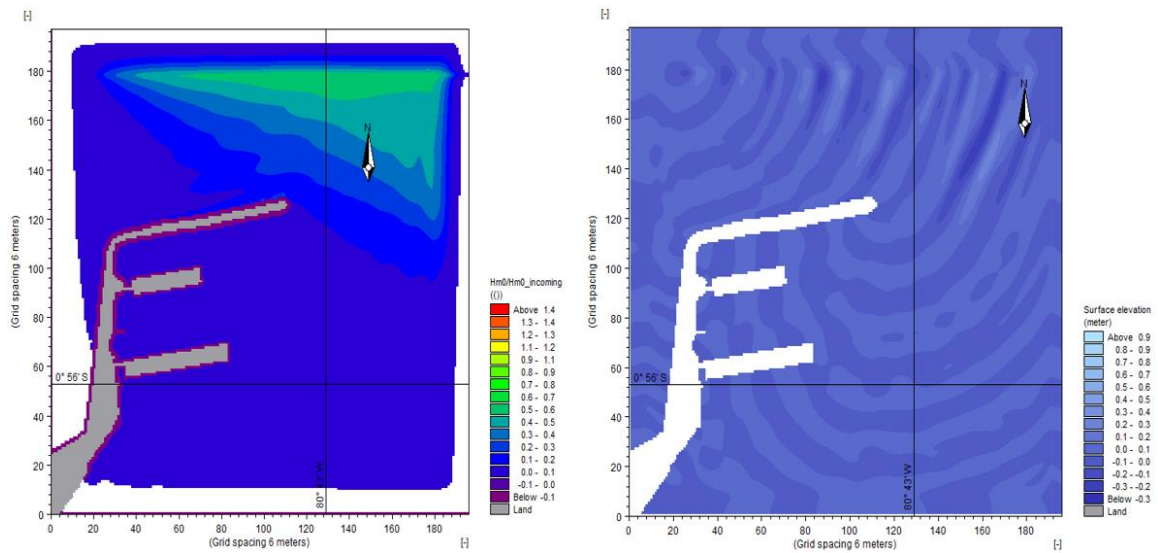 [-]
180
160
140
120
100
80
60
40
20
0
(Grid spacing 6 meters)
0 20 40 60 80 100 120 140 160 180
(Grid spacing 6 meters)
[-]
N
0° 56' S
80° 43'W
Hm0/Hm0_incoming
(())
Above 1.4
1.3 - 1.4
1.2 - 1.3
1.1 - 1.2
0.9 - 1.1
0.8 - 0.9
0.7 - 0.8
0.6 - 0.7
0.5 - 0.6
0.4 - 0.5
0.3 - 0.4
0.2 - 0.3
0.1 - 0.2
0.0 - 0.1
-0.1 - 0.0
Below -0.1
Land
[-]
180
160
140
120
100
80
60
40
20
0
(Grid spacing 6 meters)
0 20 40 60 80 100 120 140 160 180
(Grid spacing 6 meters)
[-]
N
0° 56' S
80° 43'W
Surface elevation
(meter)
Above 0.9
0.8 - 0.9
0.7 - 0.8
0.6 - 0.7
0.5 - 0.6
0.4 - 0.5
0.3 - 0.4
0.2 - 0.3
0.1 - 0.2
0.0 - 0.1
-0.1 - 0.0
-0.2 - -0.1
-0.3 - -0.2
Below -0.3
Land